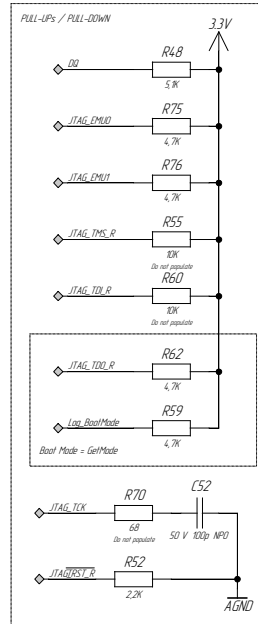 PULL-UPs / PULL-DOWN
3.3V
R48
DQ
5,1K
R75
JTAG_EMU0
4,7K
R76
JTAG_EMU1
4,7K
R55
JTAG_TMS_R
10K
Do not populate
R60
JTAG_TDI_R
10K
Do not populate
R62
JTAG_TDO_R
4,7K
R59
Log_BootMode
4,7K
Boot Mode = GetMode
R70
C52
JTAG_TCK
68
Do not populate
50 V 100p NPO
R52
JTAGTRST_R
2,2K
AGND